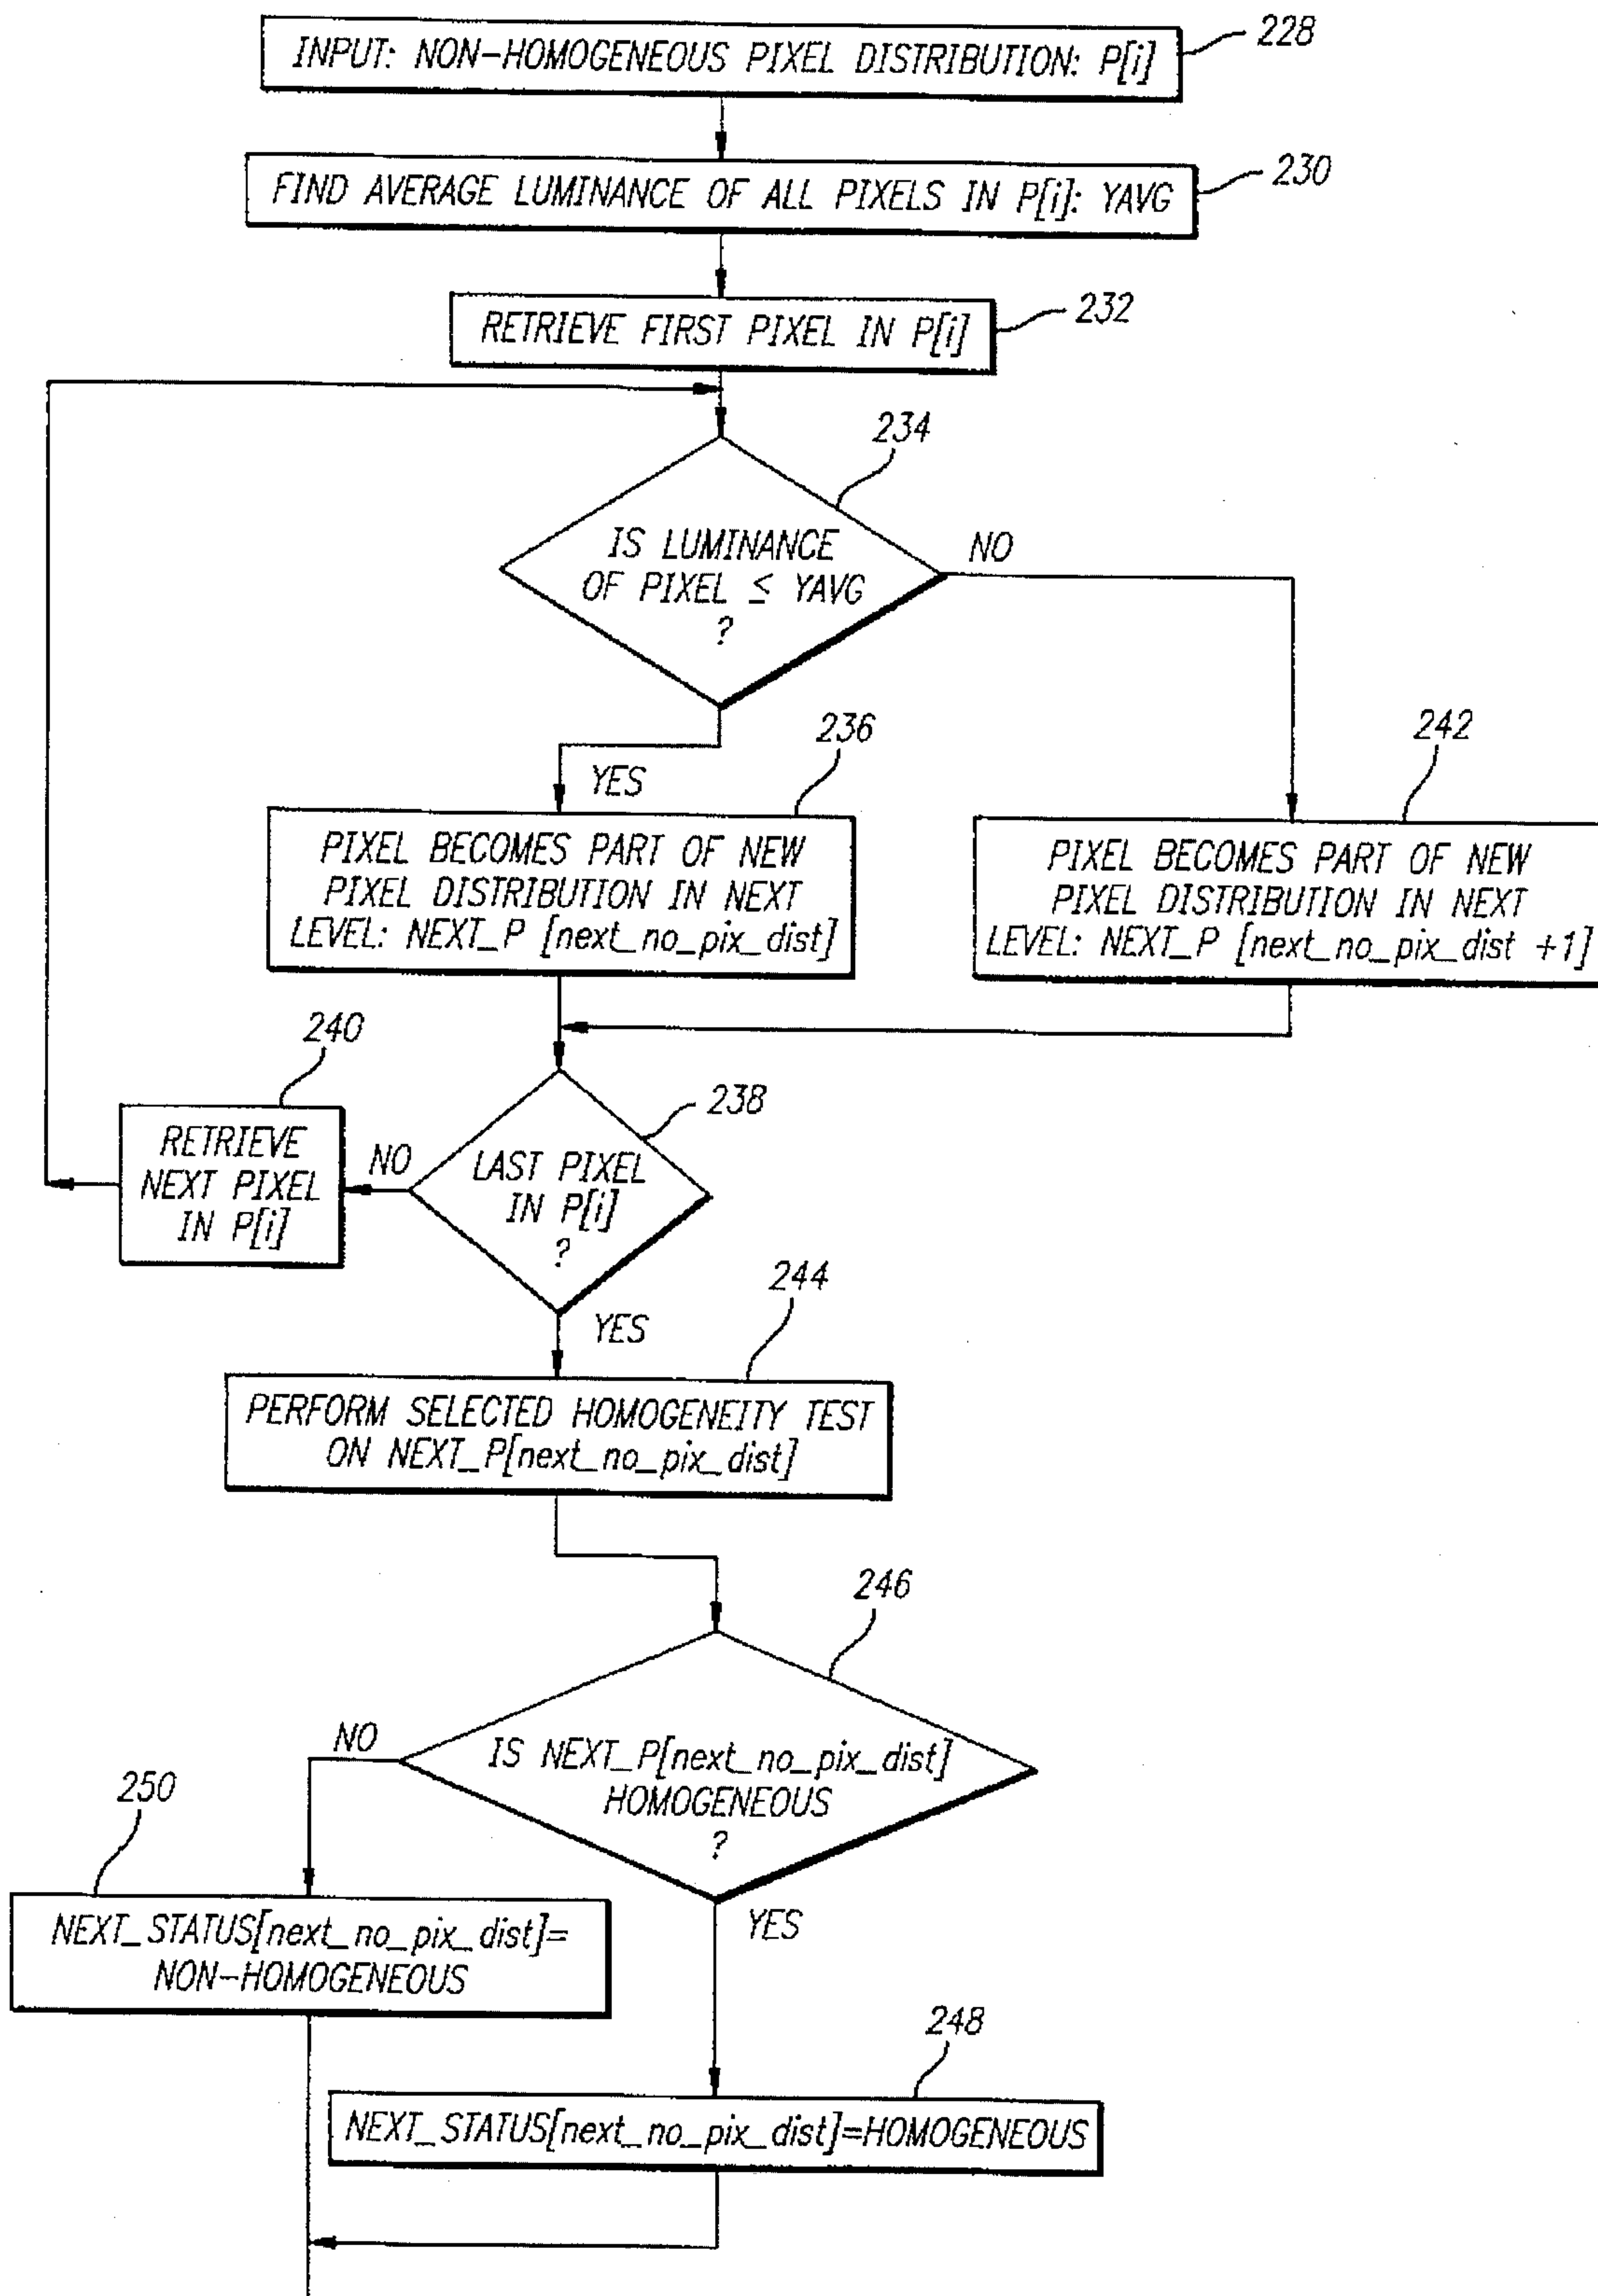 INPUT: NON-HOMOGENEOUS PIXEL DISTRIBUTION: P[i]
228
FIND AVERAGE LUMINANCE OF ALL PIXELS IN P[i]: YAVG
230
RETRIEVE FIRST PIXEL IN P[i]
232
234
IS LUMINANCE
OF PIXEL ≤ YAVG
?
NO
YES
236
PIXEL BECOMES PART OF NEW
PIXEL DISTRIBUTION IN NEXT
LEVEL: NEXT_P [next_no_pix_dist]
242
PIXEL BECOMES PART OF NEW
PIXEL DISTRIBUTION IN NEXT
LEVEL: NEXT_P [next_no_pix_dist +1]
240
RETRIEVE
NEXT PIXEL
IN P[i]
NO
238
LAST PIXEL
IN P[i]
?
YES
244
PERFORM SELECTED HOMOGENEITY TEST
ON NEXT_P[next_no_pix_dist]
246
IS NEXT_P[next_no_pix_dist]
HOMOGENEOUS
?
NO
YES
250
NEXT_STATUS[next_no_pix_dist]=
NON-HOMOGENEOUS
248
NEXT_STATUS[next_no_pix_dist]=HOMOGENEOUS